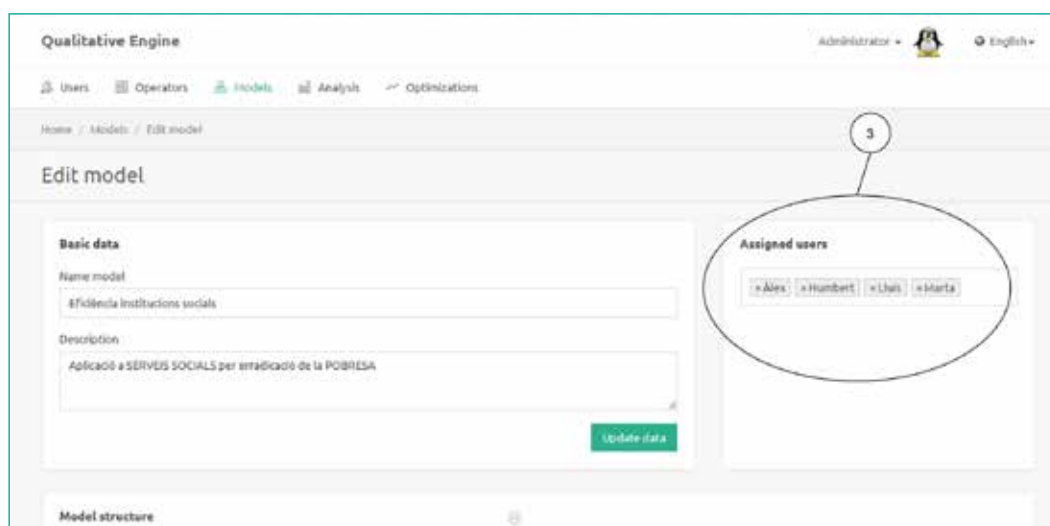 Qualitative Engine
Administrator
English
Users Operators Models Analysis Optimizations
Home / Models / Edit model
3
Edit model
Basic data
Assigned users
Name model
Eficiència institucions socials
×Àlex ×Humbert ×Lluís ×Marta
Description
Aplicació a SERVEIS SOCIALS per erradicació de la POBRESA
Update data
Model structure